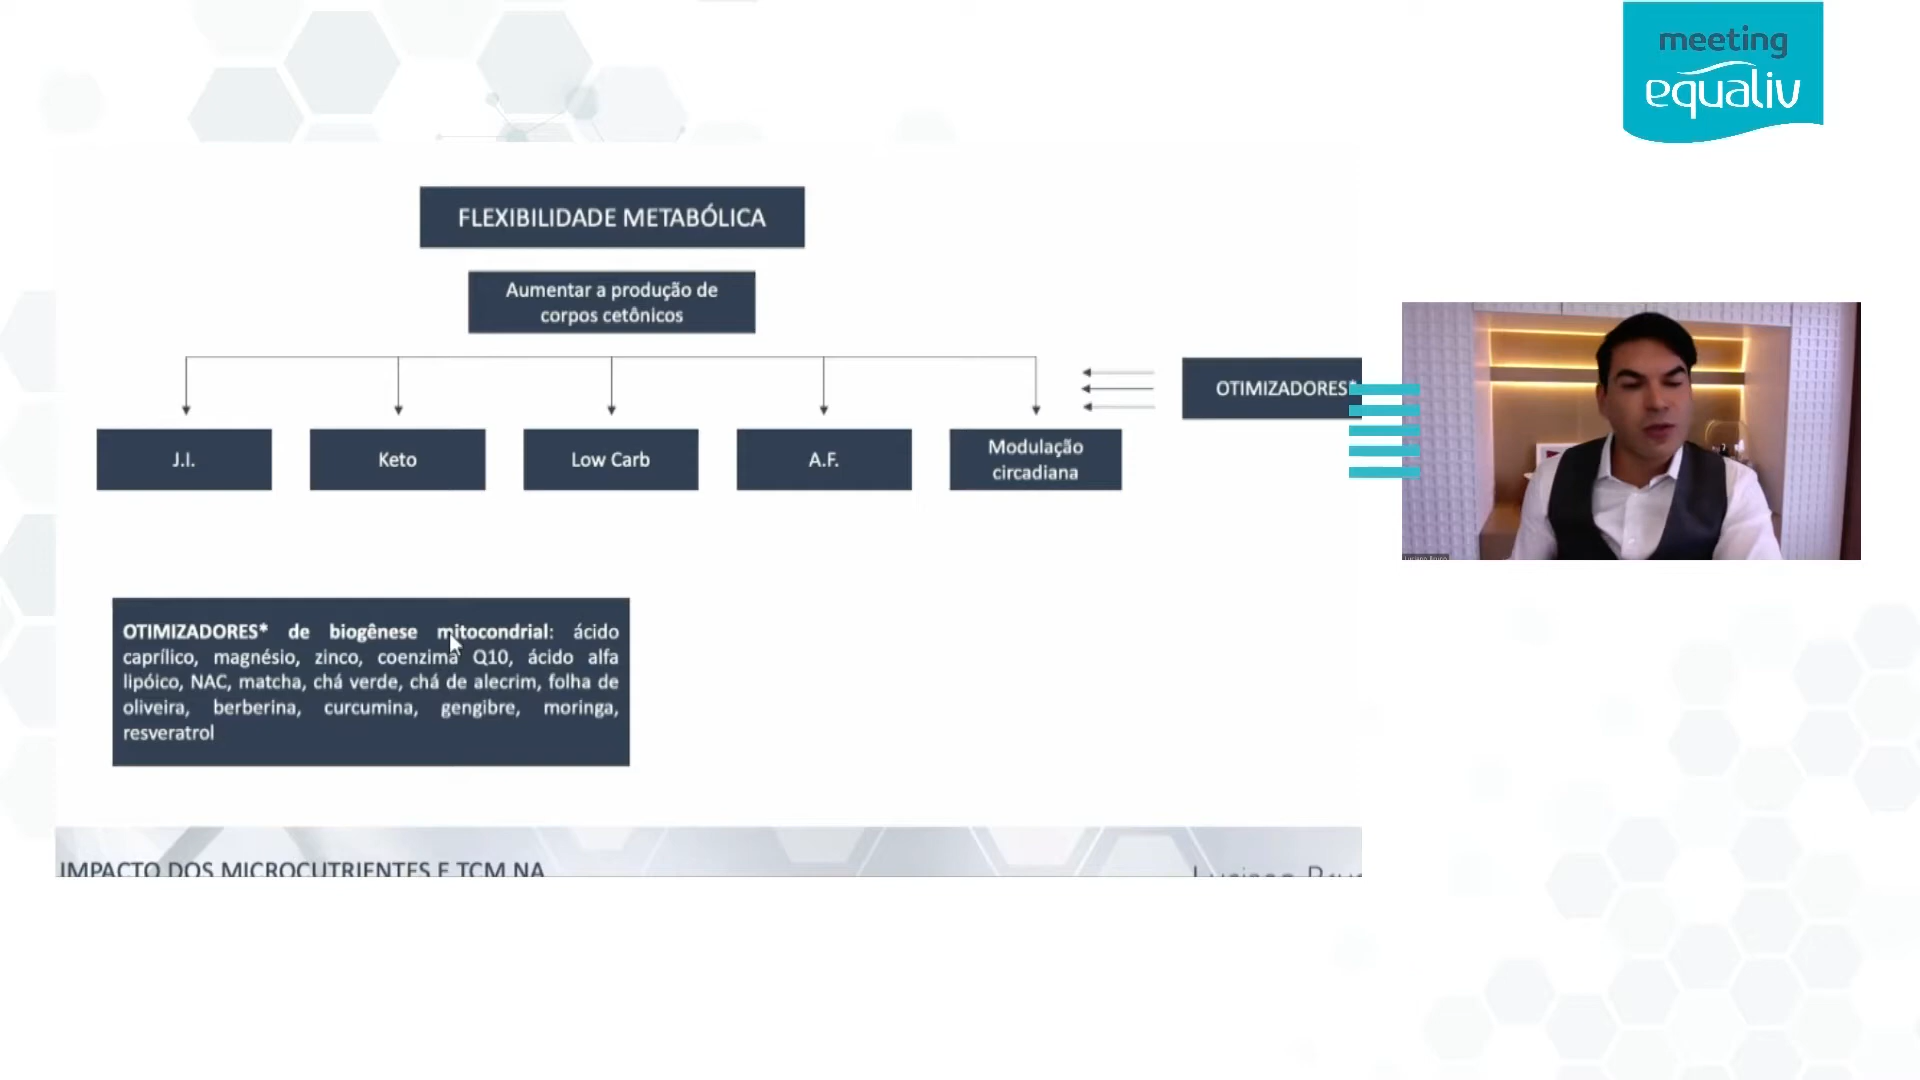 meeting
equaliv
FLEXIBILIDADE METABÓLICA
Aumentar a produção de
corpos cetônicos
OTIMIZADORES*
J.I.
Keto
Low Carb
A.F.
Modulação
circadiana
OTIMIZADORES* de biogênese mitocondrial: ácido
caprílico, magnésio, zinco, coenzima Q10, ácido alfa
lipóico, NAC, matcha, chá verde, chá de alecrim, folha de
oliveira, berberina, curcumina, gengibre, moringa,
resveratrol
IMPACTO DOS MICROCUTRIENTES E TCM NA
Luciano